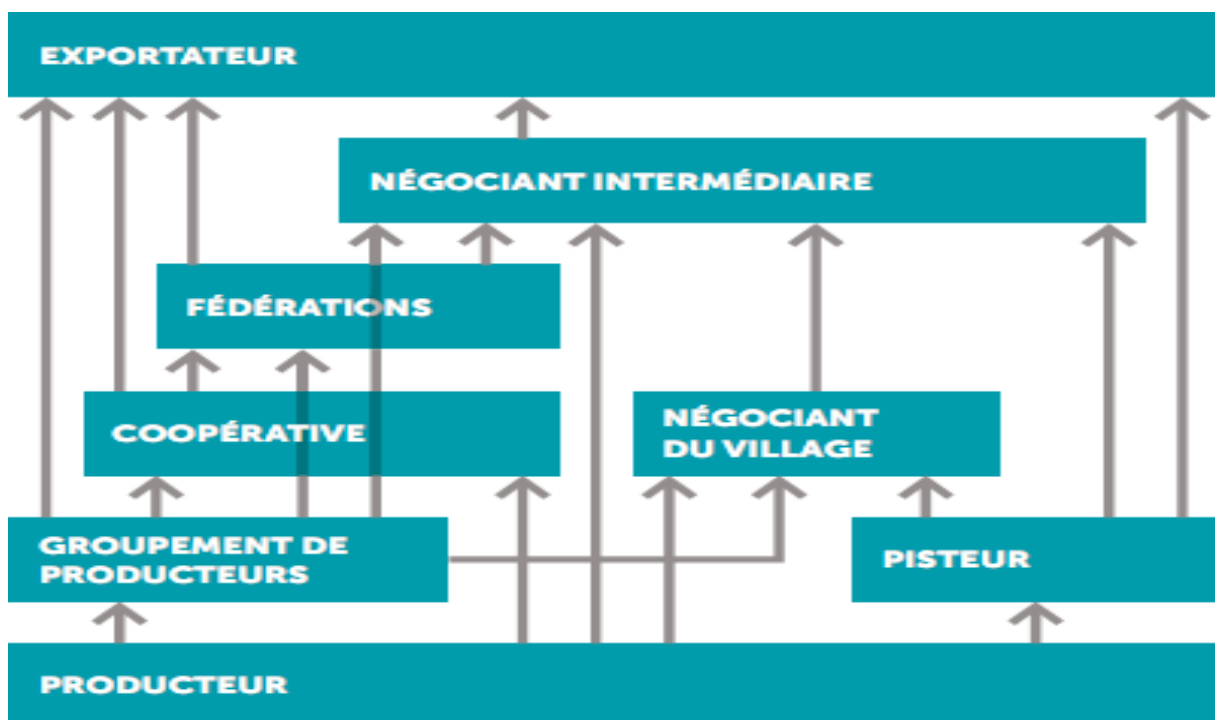 EXPORTATEUR
NÉGOCIANT INTERMÉDIAIRE
FÉDÉRATIONS
COOPÉRATIVE
NÉGOCIANT
DU VILLAGE
GROUPEMENT DE
PRODUCTEURS
PISTEUR
PRODUCTEUR